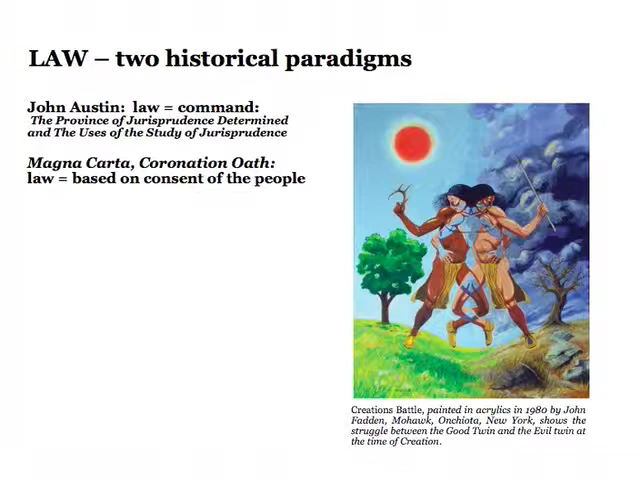 LAW – two historical paradigms
John Austin: law = command:
The Province of Jurisprudence Determined
and The Uses of the Study of Jurisprudence
Magna Carta, Coronation Oath:
law = based on consent of the people
Creations Battle, painted in acrylics in 1980 by John
Fadden, Mohawk, Onchiota, New York, shows the
struggle between the Good Twin and the Evil twin at
the time of Creation.